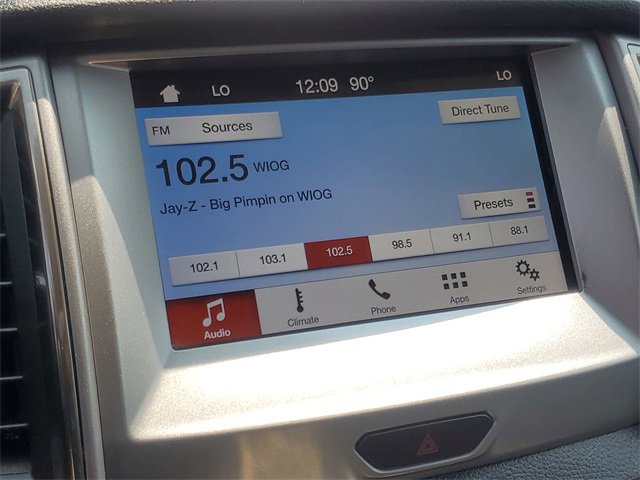 LO 12:09 90° LO
FM Sources Direct Tune
102.5 WIOG
Jay-Z - Big Pimpin on WIOG
Presets
102.1 103.1 102.5 98.5 91.1 88.1
Audio Climate Phone Apps Settings